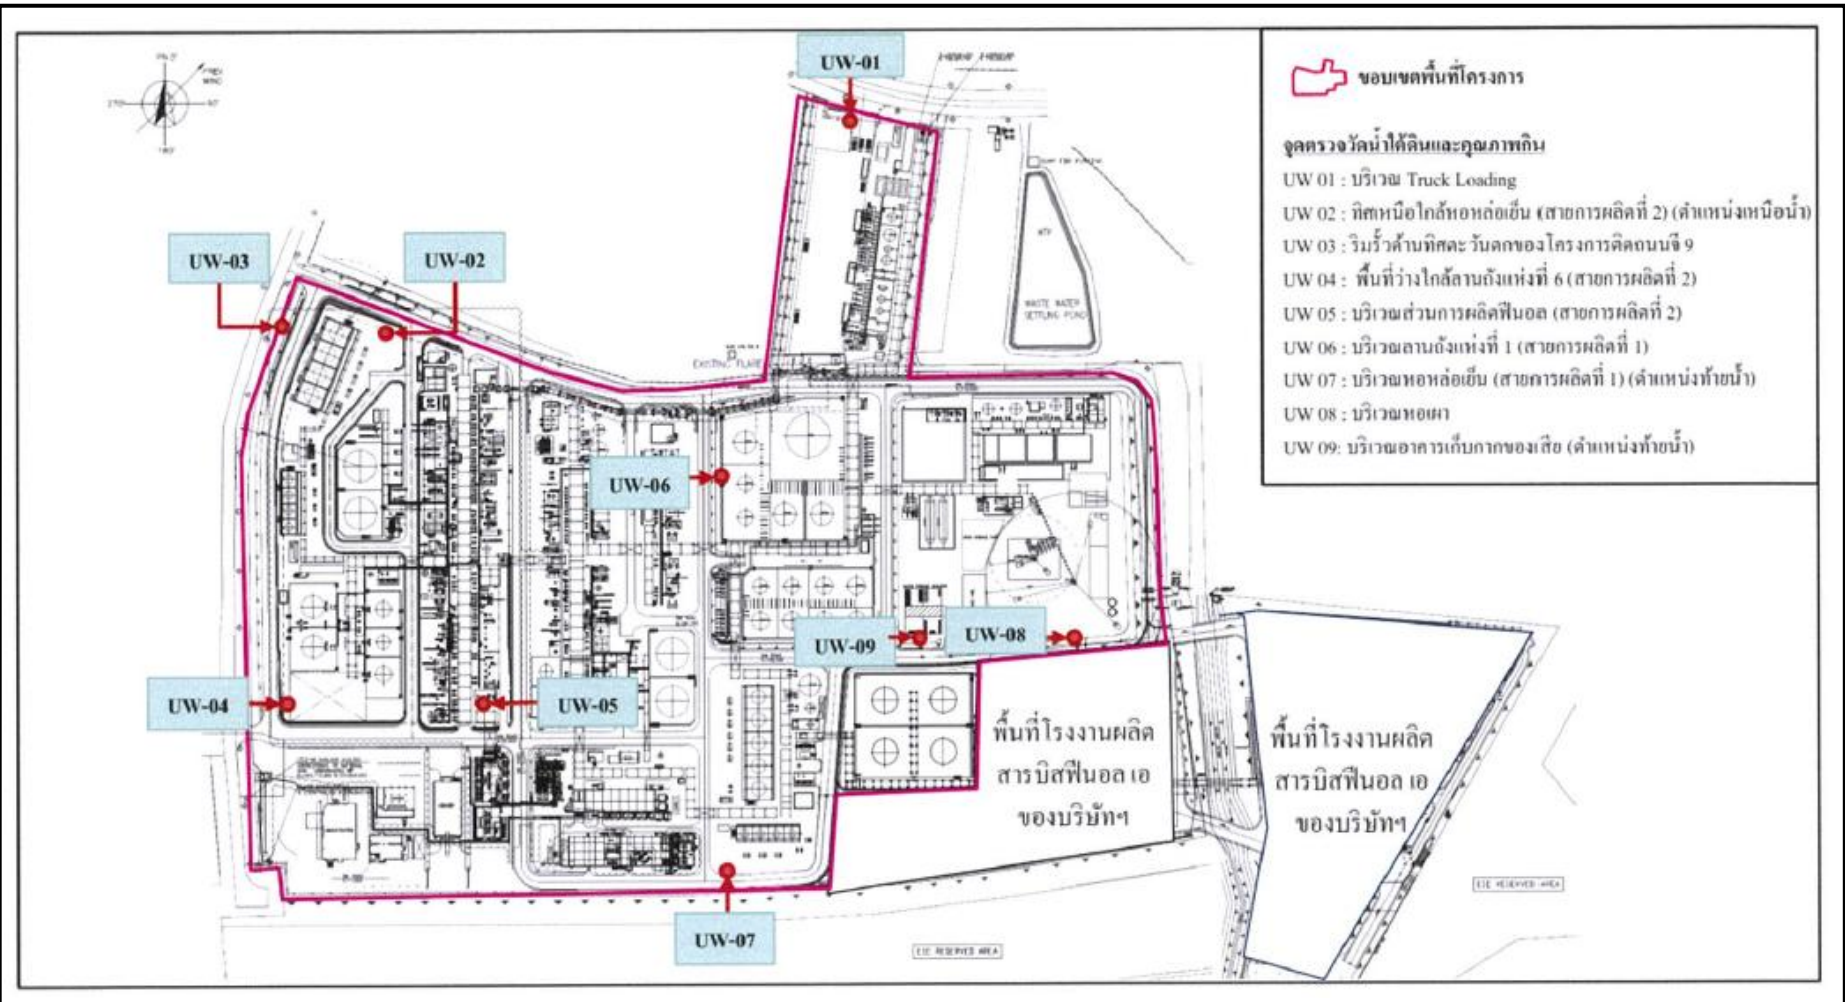 UW-01
UW-03
UW-02
UW-06
UW-09
UW-08
UW-04
UW-05
UW-07
EXISTING FLARE
WASTE WATER
SETTLING POND
พื้นที่โรงงานผลิต
สารบิสฟีนอล เอ
ของบริษัทฯ
พื้นที่โรงงานผลิต
สารบิสฟีนอล เอ
ของบริษัทฯ
ขอบเขตพื้นที่โครงการ
จุดตรวจวัดน้ำใต้ดินและคุณภาพดิน
UW 01 : บริเวณ Truck Loading
UW 02 : ทิศเหนือใกล้หอหล่อเย็น (สายการผลิตที่ 2) (ตำแหน่งเหนือน้ำ)
UW 03 : ริมรั้วด้านทิศตะวันตกของโครงการติดถนนจี 9
UW 04 : พื้นที่ว่างใกล้ลานถังแห่งที่ 6 (สายการผลิตที่ 2)
UW 05 : บริเวณส่วนการผลิตฟีนอล (สายการผลิตที่ 2)
UW 06 : บริเวณลานถังแห่งที่ 1 (สายการผลิตที่ 1)
UW 07 : บริเวณหอหล่อเย็น (สายการผลิตที่ 1) (ตำแหน่งท้ายน้ำ)
UW 08 : บริเวณหอเผา
UW 09: บริเวณอาคารเก็บกากของเสีย (ตำแหน่งท้ายน้ำ)
EIE RESERVED AREA
EIE RESERVED AREA